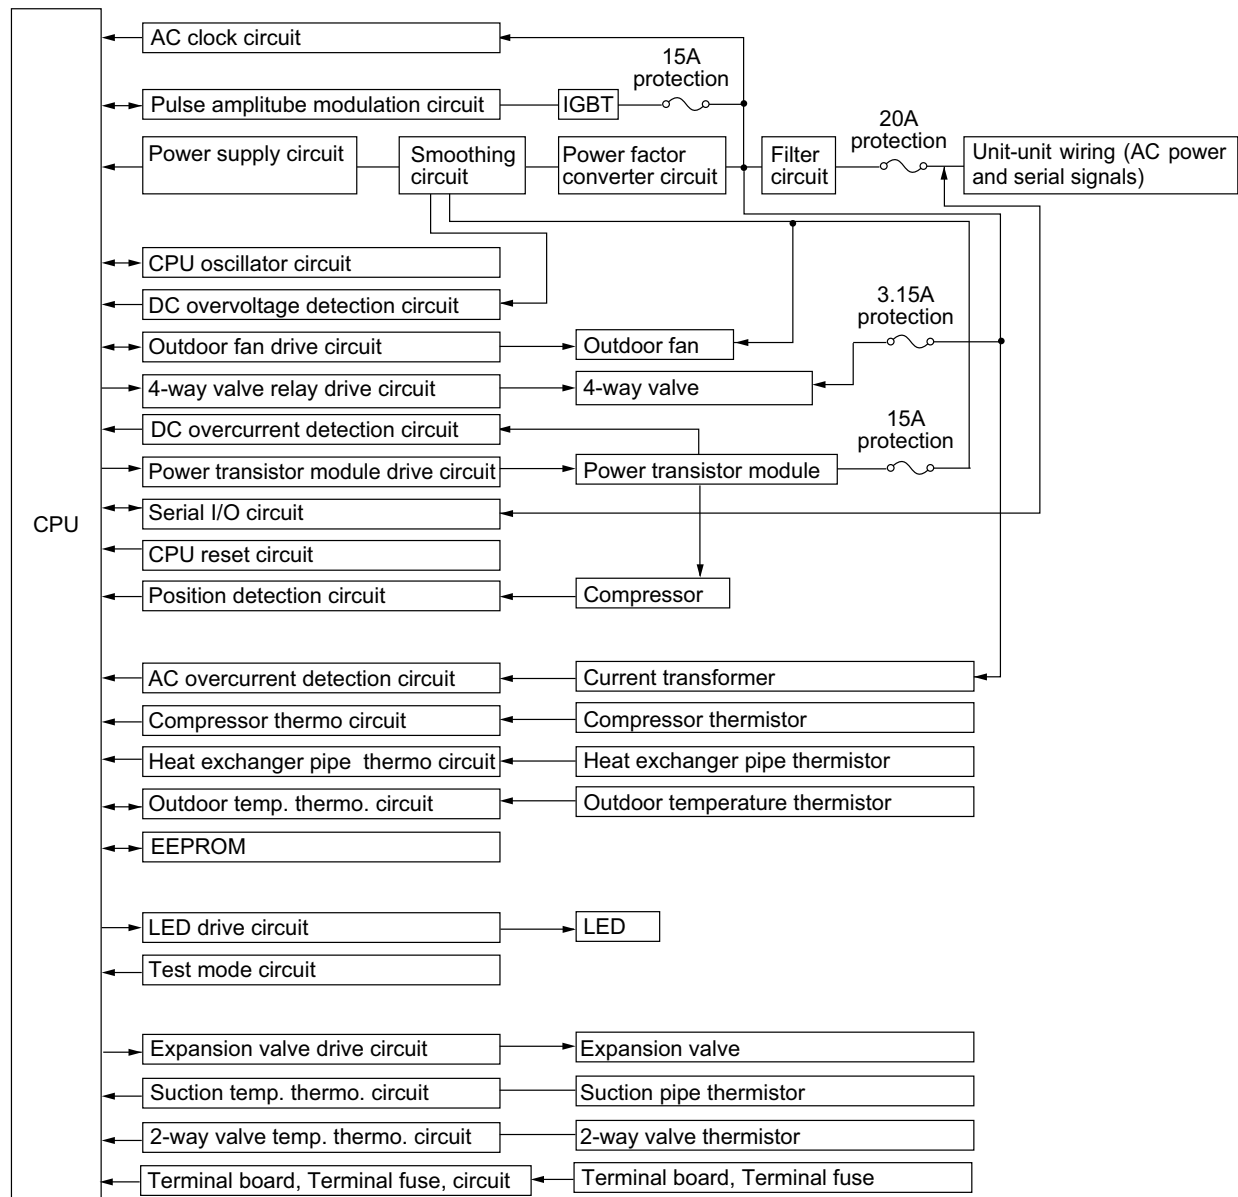 AC clock circuit
15A
protection
Pulse amplitube modulation circuit
IGBT
20A
protection
Power supply circuit
Smoothing
circuit
Power factor
converter circuit
Filter
circuit
Unit-unit wiring (AC power
and serial signals)
CPU oscillator circuit
DC overvoltage detection circuit
3.15A
protection
Outdoor fan drive circuit
Outdoor fan
4-way valve relay drive circuit
4-way valve
DC overcurrent detection circuit
15A
protection
Power transistor module drive circuit
Power transistor module
Serial I/O circuit
CPU
CPU reset circuit
Position detection circuit
Compressor
AC overcurrent detection circuit
Current transformer
Compressor thermo circuit
Compressor thermistor
Heat exchanger pipe thermo circuit
Heat exchanger pipe thermistor
Outdoor temp. thermo. circuit
Outdoor temperature thermistor
EEPROM
LED drive circuit
LED
Test mode circuit
Expansion valve drive circuit
Expansion valve
Suction temp. thermo. circuit
Suction pipe thermistor
2-way valve temp. thermo. circuit
2-way valve thermistor
Terminal board, Terminal fuse, circuit
Terminal board, Terminal fuse